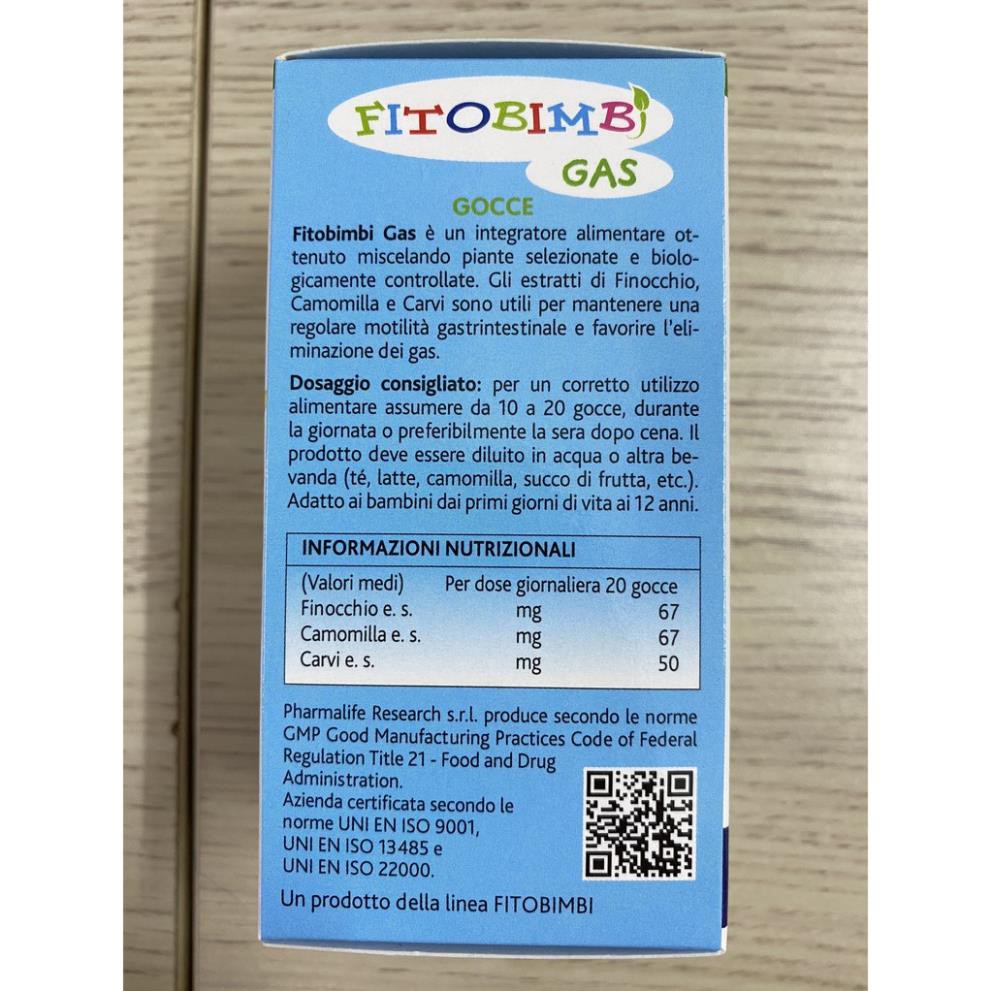 FITOBIMBi
GAS
GOCCE
Fitobimbi Gas è un integratore alimentare ot-
tenuto miscelando piante selezionate e biolo-
gicamente controllate. Gli estratti di Finocchio,
Camomilla e Carvi sono utili per mantenere una
regolare motilità gastrintestinale e favorire l'eli-
minazione dei gas.
Dosaggio consigliato: per un corretto utilizzo
alimentare assumere da 10 a 20 gocce, durante
la giornata o preferibilmente la sera dopo cena. Il
prodotto deve essere diluito in acqua o altra be-
vanda (té, latte, camomilla, succo di frutta, etc.).
Adatto ai bambini dai primi giorni di vita ai 12 anni.
INFORMAZIONI NUTRIZIONALI
(Valori medi) Per dose giornaliera 20 gocce
Finocchio e. s. mg 67
Camomilla e. s. mg 67
Carvi e. s. mg 50
Pharmalife Research s.r.l. produce secondo le norme
GMP Good Manufacturing Practices Code of Federal
Regulation Title 21 - Food and Drug
Administration.
Azienda certificata secondo le
norme UNI EN ISO 9001,
UNI EN ISO 13485 e
UNI EN ISO 22000.
Un prodotto della linea FITOBIMBI